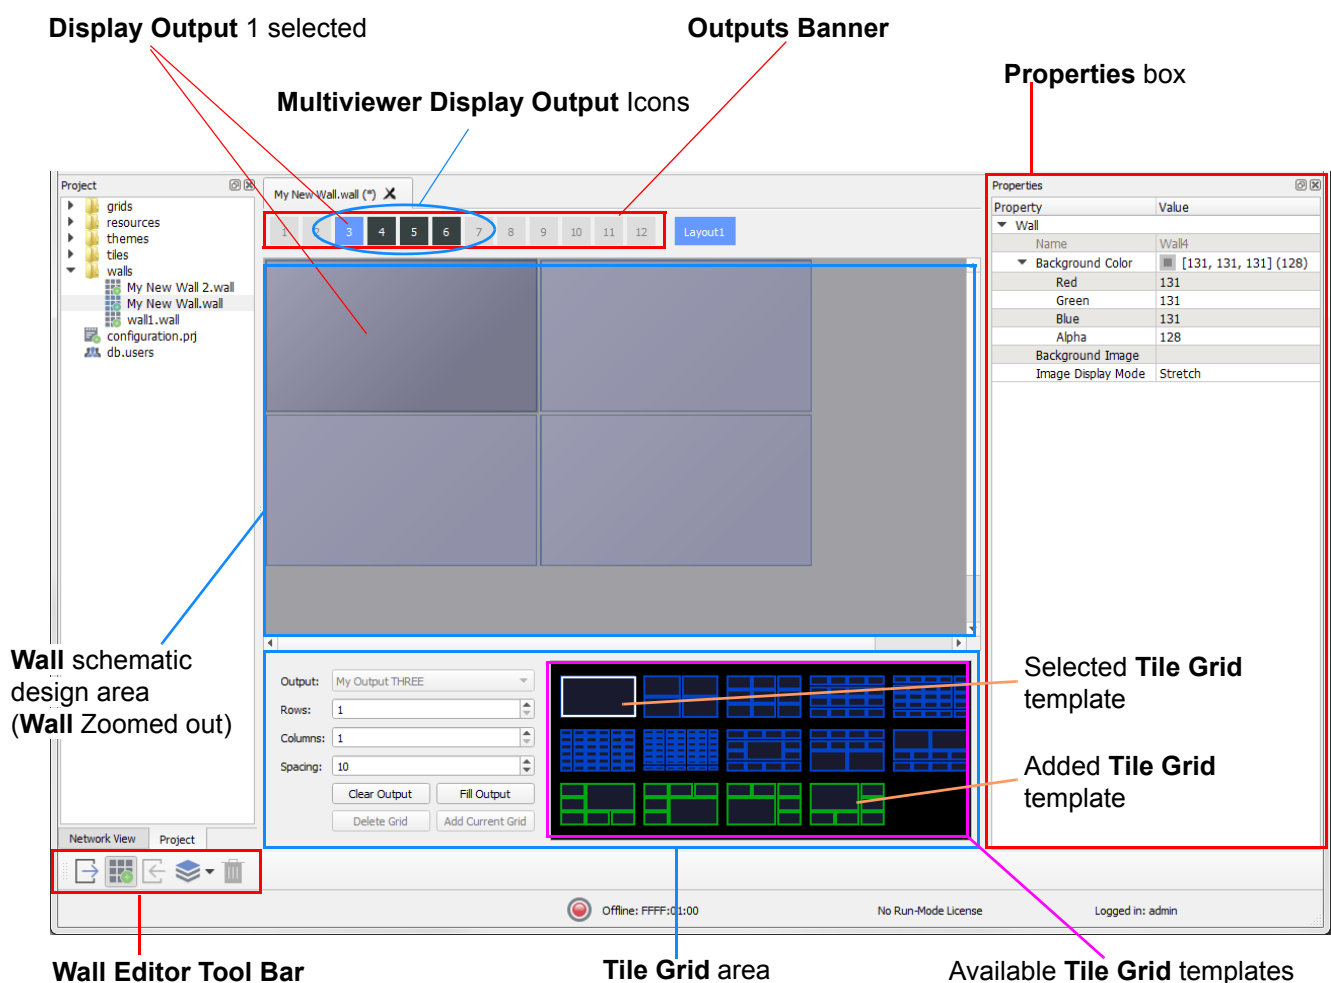 Display Output 1 selected
Outputs Banner
Properties box
Multiviewer Display Output Icons
Project
grids
resources
themes
tiles
walls
My New Wall 2.wall
My New Wall.wall
wall1.wall
configuration.prj
db.users
My New Wall.wall (*)
1 2 3 4 5 6 7 8 9 10 11 12 Layout1
Properties
Property Value
Wall
Name Wall4
Background Color [131, 131, 131] (128)
Red 131
Green 131
Blue 131
Alpha 128
Background Image
Image Display Mode Stretch
Wall schematic
design area
(Wall Zoomed out)
Output: My Output THREE
Rows: 1
Columns: 1
Spacing: 10
Clear Output Fill Output
Delete Grid Add Current Grid
Selected Tile Grid
template
Added Tile Grid
template
Network View Project
Offline: FFFF:01:00
No Run-Mode License
Logged in: admin
Wall Editor Tool Bar
Tile Grid area
Available Tile Grid templates